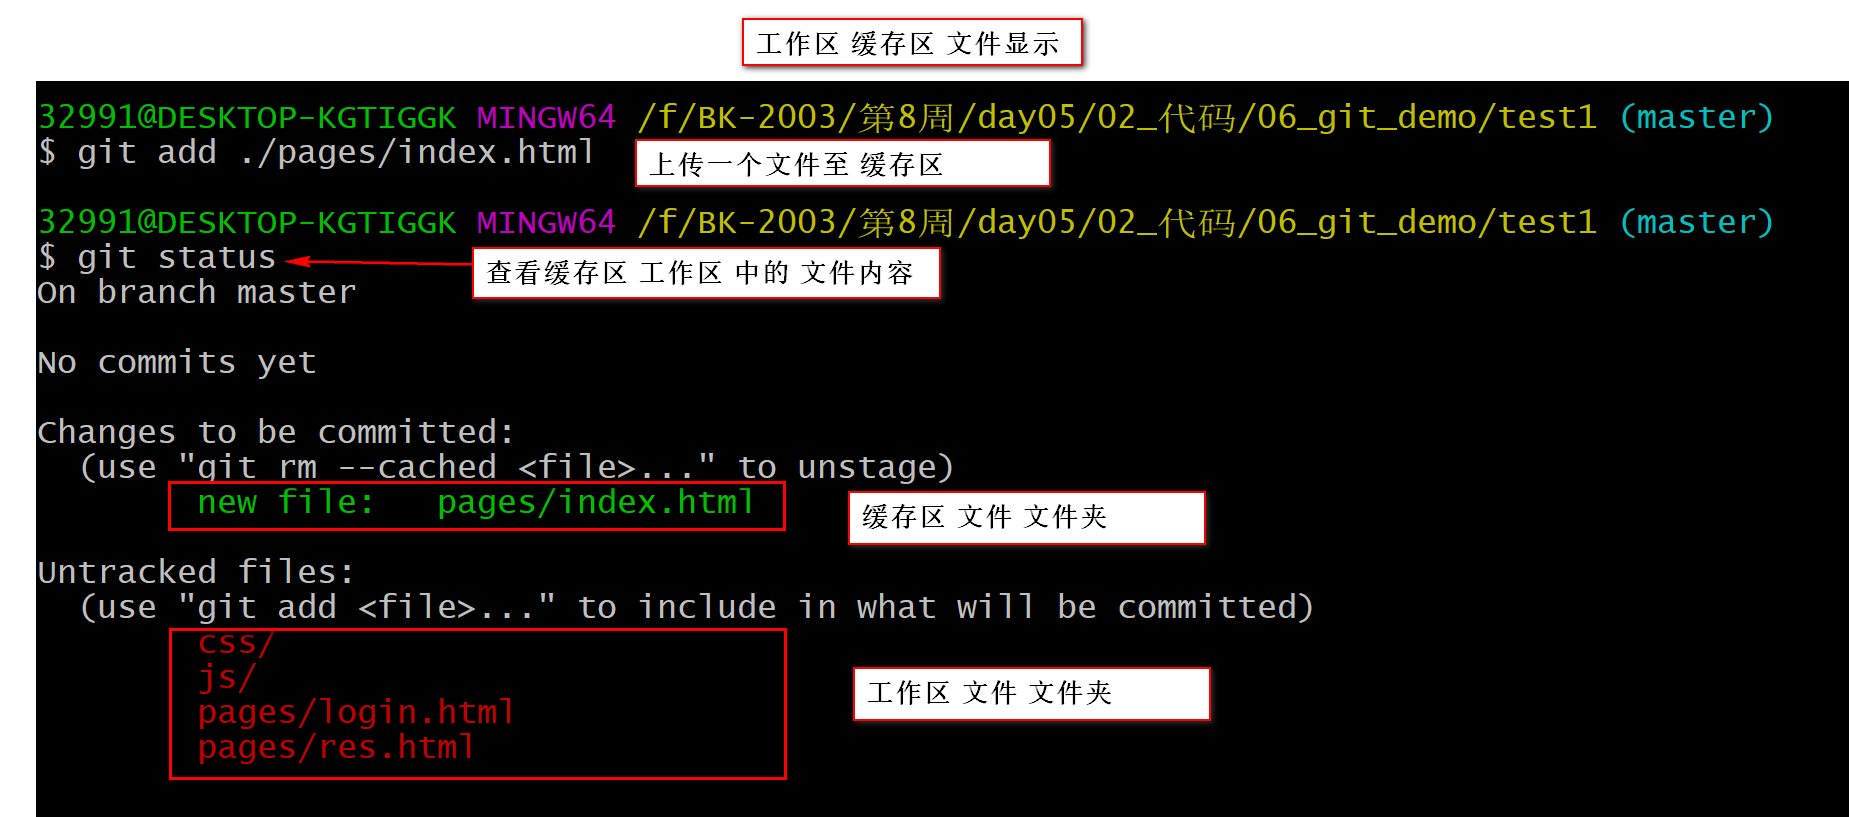 工作区 缓存区 文件显示
32991@DESKTOP-KGTIGGK MINGW64 /f/BK-2003/第8周/day05/02_代码/06_git_demo/test1 (master)
$ git add ./pages/index.html
上传一个文件至 缓存区
32991@DESKTOP-KGTIGGK MINGW64 /f/BK-2003/第8周/day05/02_代码/06_git_demo/test1 (master)
$ git status
查看缓存区 工作区 中的 文件内容
On branch master
No commits yet
Changes to be committed:
(use "git rm --cached <file>..." to unstage)
new file:   pages/index.html
缓存区 文件 文件夹
Untracked files:
(use "git add <file>..." to include in what will be committed)
css/
js/
工作区 文件 文件夹
pages/login.html
pages/res.html